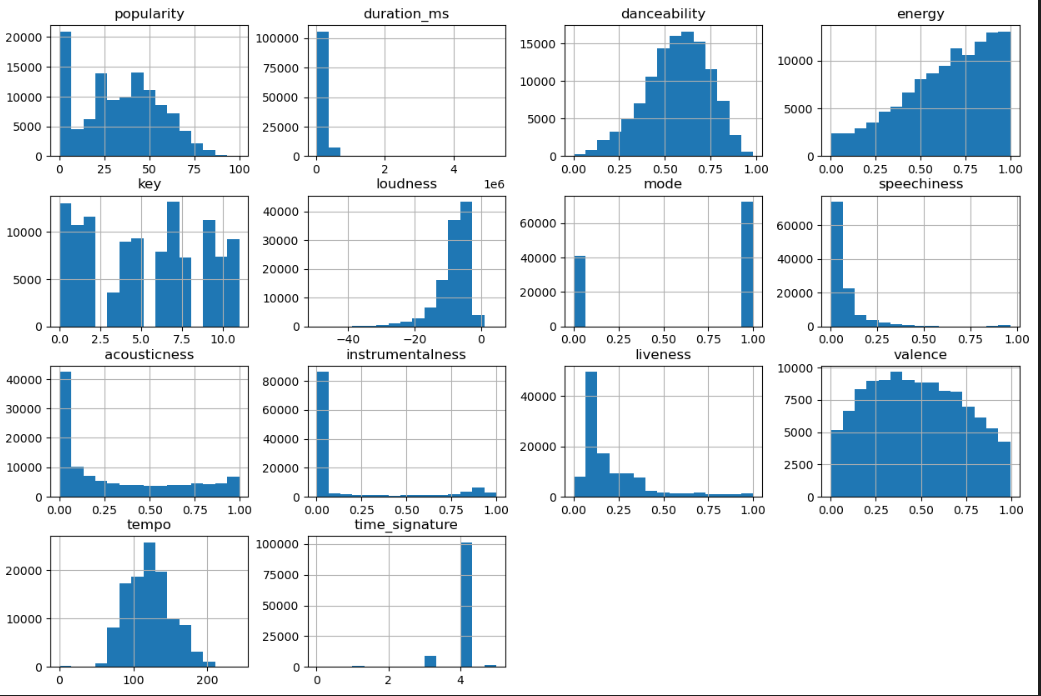 popularity duration_ms danceability energy
20000 15000 10000 5000 0
0 25 50 75 100
100000 75000 50000 25000 0
0 2 4
1e6
15000 10000 5000 0
0.00 0.25 0.50 0.75 1.00
10000 5000 0
0.00 0.25 0.50 0.75 1.00
key loudness mode speechiness
10000 5000 0
0.0 2.5 5.0 7.5 10.0
40000 30000 20000 10000 0
−40 −20 0
60000 40000 20000 0
0.00 0.25 0.50 0.75 1.00
60000 40000 20000 0
0.00 0.25 0.50 0.75 1.00
acousticness instrumentalness liveness valence
40000 30000 20000 10000 0
0.00 0.25 0.50 0.75 1.00
80000 60000 40000 20000 0
0.00 0.25 0.50 0.75 1.00
40000 20000 0
0.00 0.25 0.50 0.75 1.00
10000 7500 5000 2500 0
0.00 0.25 0.50 0.75 1.00
tempo time_signature
20000 10000 0
0 100 200
100000 75000 50000 25000 0
0 2 4